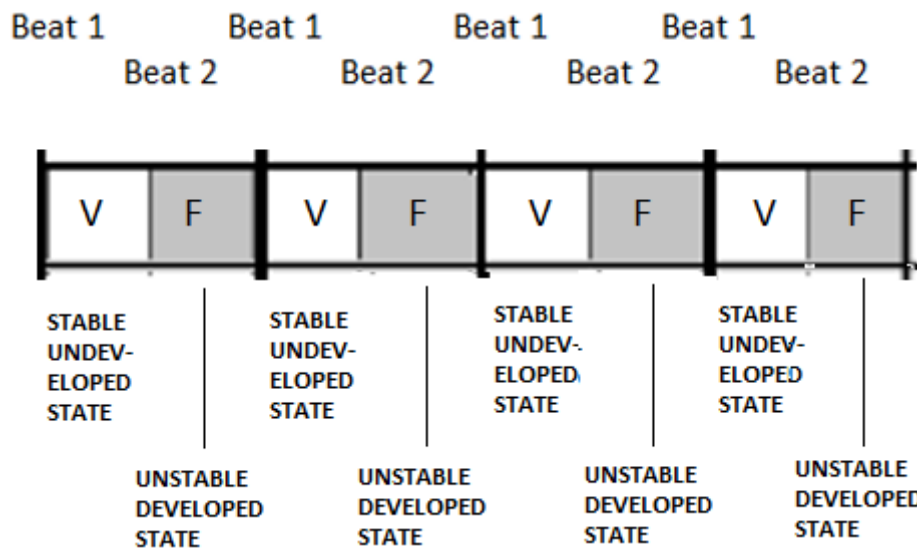 Beat 1 Beat 1 Beat 1 Beat 1
Beat 2 Beat 2 Beat 2 Beat 2
V F V F V F V F
STABLE STABLE STABLE STABLE
UNDEV- UNDEV- UNDEV- UNDEV-
ELOPED ELOPED ELOPED ELOPED
STATE STATE STATE STATE
UNSTABLE UNSTABLE UNSTABLE UNSTABLE
DEVELOPED DEVELOPED DEVELOPED DEVELOPED
STATE STATE STATE STATE